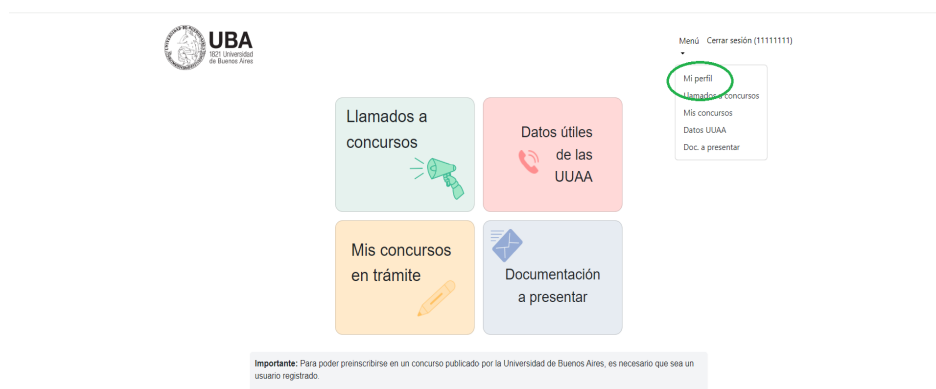 UBA
1821 Universidad
de Buenos Aires
Menú Cerrar sesión (11111111)
Mi perfil
Llamados a concursos
Mis concursos
Datos UUAA
Doc. a presentar
Llamados a
concursos
Datos útiles
de las
UUAA
Mis concursos
en trámite
Documentación
a presentar
Importante: Para poder preinscribirse en un concurso publicado por la Universidad de Buenos Aires, es necesario que sea un
usuario registrado.